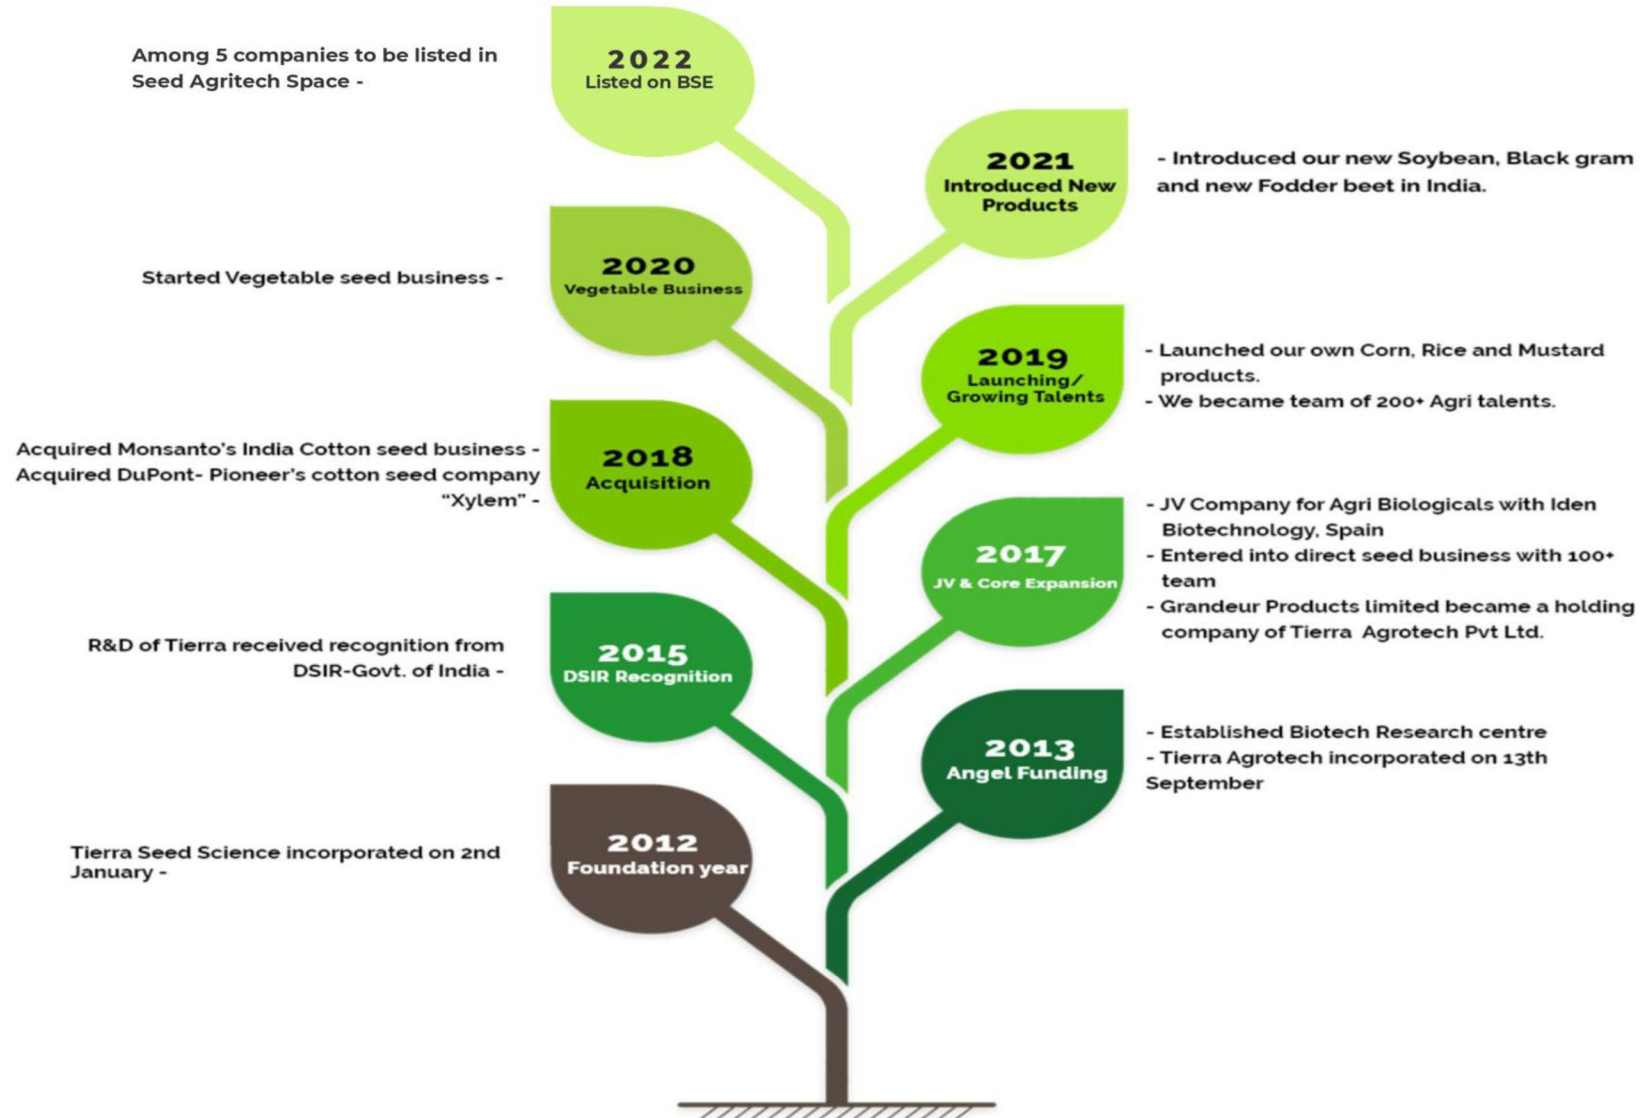 Among 5 companies to be listed in
Seed Agritech Space -
2022
Listed on BSE
2021
Introduced New
Products
- Introduced our new Soybean, Black gram
and new Fodder beet in India.
Started Vegetable seed business -
2020
Vegetable Business
2019
Launching/
Growing Talents
- Launched our own Corn, Rice and Mustard
products.
- We became team of 200+ Agri talents.
Acquired Monsanto's India Cotton seed business -
Acquired DuPont- Pioneer's cotton seed company
“Xylem” -
2018
Acquisition
2017
JV & Core Expansion
- JV Company for Agri Biologicals with Iden
Biotechnology, Spain
- Entered into direct seed business with 100+
team
- Grandeur Products limited became a holding
company of Tierra Agrotech Pvt Ltd.
R&D of Tierra received recognition from
DSIR-Govt. of India -
2015
DSIR Recognition
2013
Angel Funding
- Established Biotech Research centre
- Tierra Agrotech incorporated on 13th
September
Tierra Seed Science incorporated on 2nd
January -
2012
Foundation year